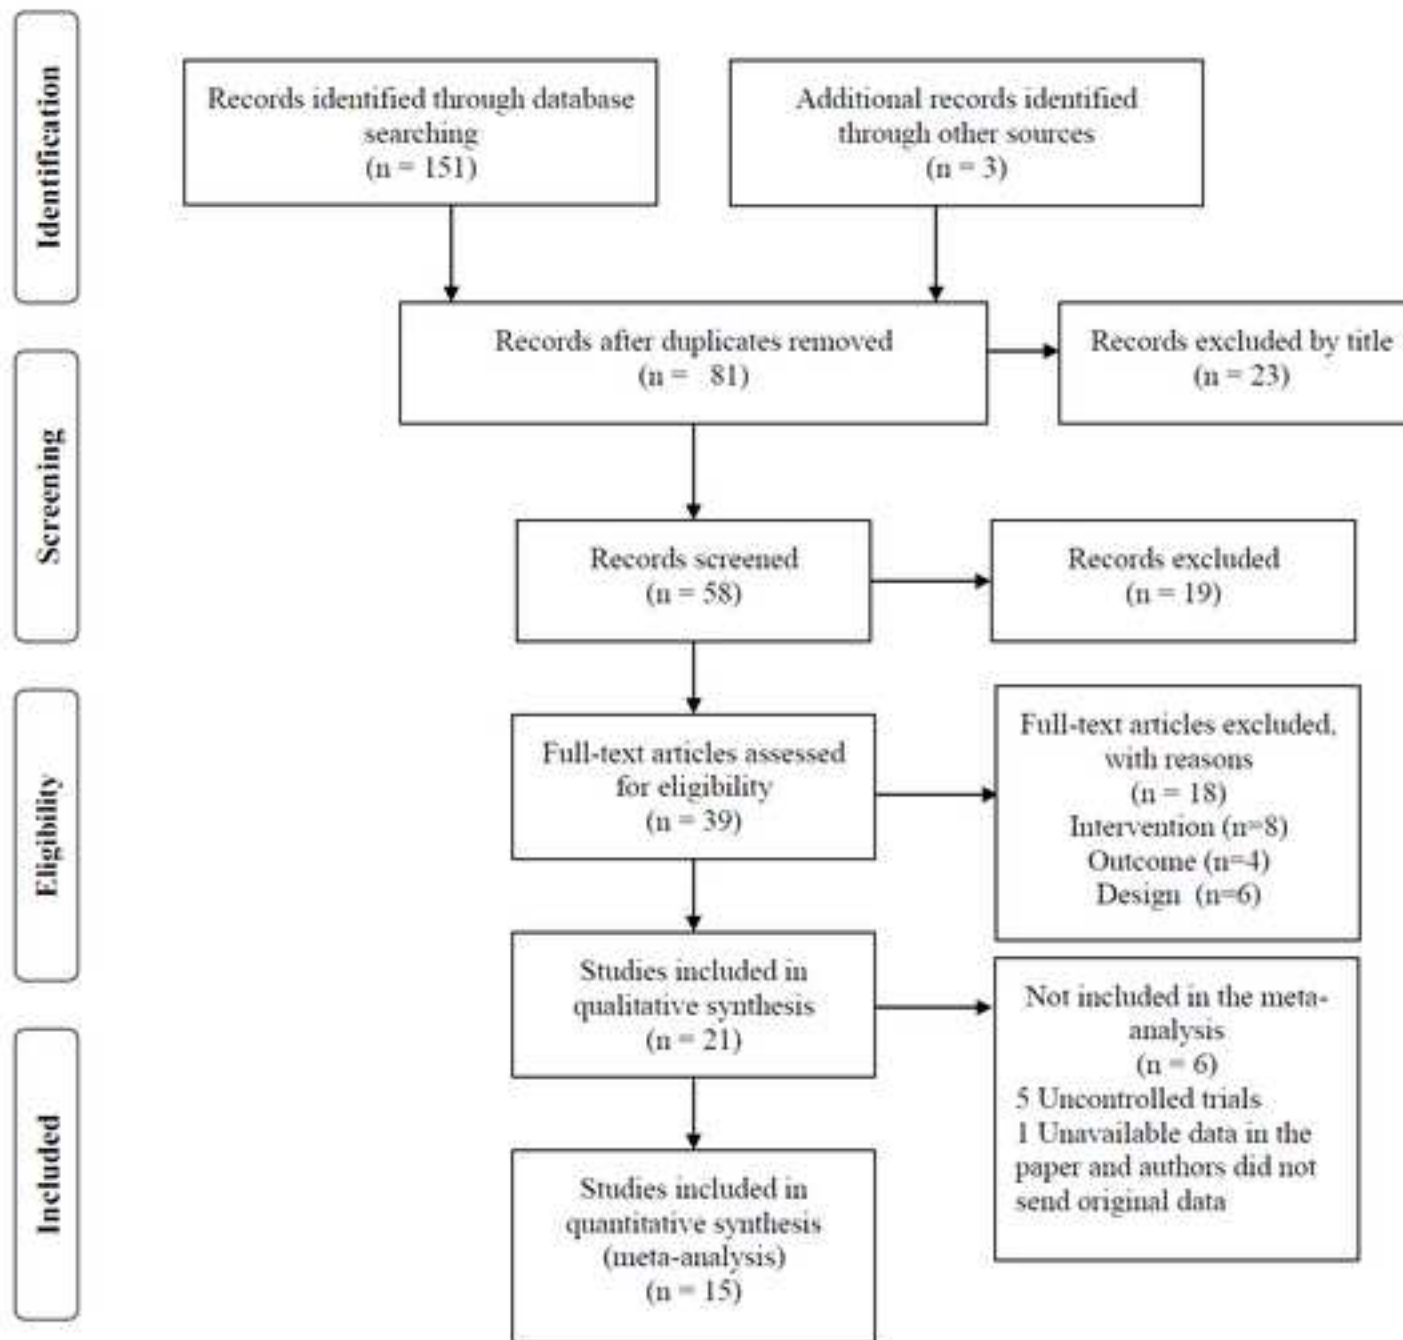 Identification
Records identified through database
searching
(n = 151)
Additional records identified
through other sources
(n = 3)
Screening
Records after duplicates removed
(n = 81)
Records excluded by title
(n = 23)
Records screened
(n = 58)
Records excluded
(n = 19)
Eligibility
Full-text articles assessed
for eligibility
(n = 39)
Full-text articles excluded,
with reasons
(n = 18)
Intervention (n=8)
Outcome (n=4)
Design (n=6)
Studies included in
qualitative synthesis
(n = 21)
Not included in the meta-
analysis
(n = 6)
5 Uncontrolled trials
1 Unavailable data in the
paper and authors did not
send original data
Included
Studies included in
quantitative synthesis
(meta-analysis)
(n = 15)